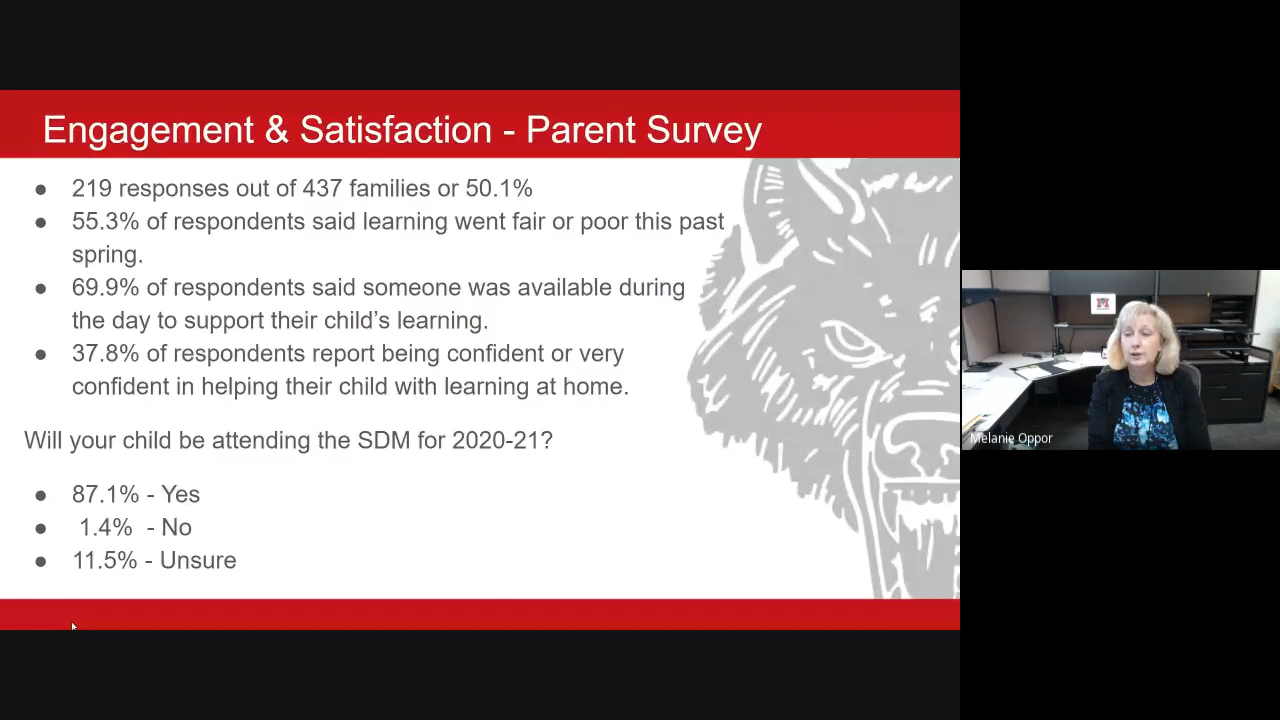 Engagement & Satisfaction - Parent Survey
● 219 responses out of 437 families or 50.1%
● 55.3% of respondents said learning went fair or poor this past
spring.
● 69.9% of respondents said someone was available during
the day to support their child’s learning.
● 37.8% of respondents report being confident or very
confident in helping their child with learning at home.
Will your child be attending the SDM for 2020-21?
● 87.1% - Yes
● 1.4% - No
● 11.5% - Unsure
Melanie Oppor